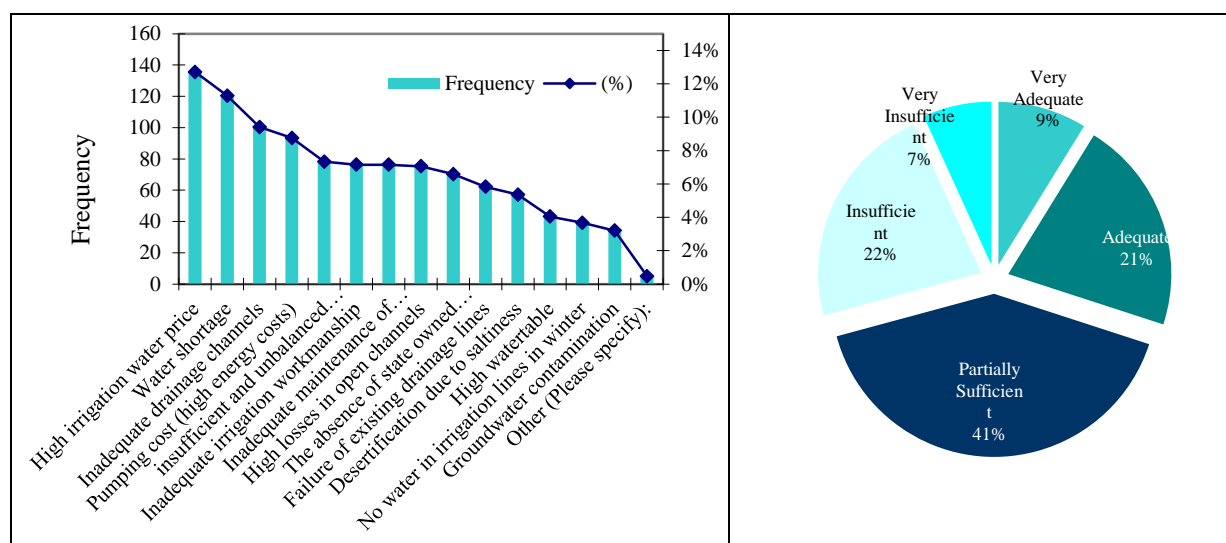 160
140
120
100
80
60
40
20
0
Frequency
14%
12%
10%
8%
6%
4%
2%
0%
Frequency
(%)
High irrigation water price
Water shortage
Inadequate drainage channels
Pumping cost (high energy costs)
insufficient and unbalanced…
Inadequate irrigation workmanship
Inadequate maintenance of…
High losses in open channels
The absence of state owned…
Failure of existing drainage lines
Desertification due to saltiness
High watertable
No water in irrigation lines in winter
Groundwater contamination
Other (Please specify):
Very
Adequate
9%
Adequate
21%
Partially
Sufficien
t
41%
Insufficie
nt
22%
Very
Insufficie
nt
7%